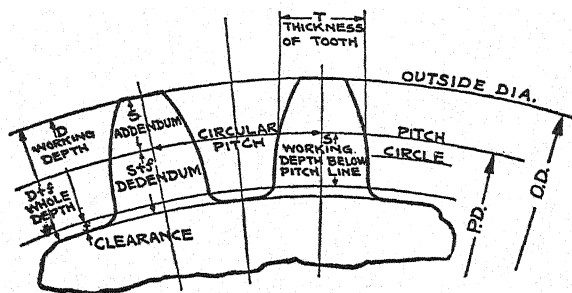 T
THICKNESS
OF TOOTH
OUTSIDE DIA.
S
ADDENDUM
D
WORKING
DEPTH
CIRCULAR
PITCH
S
WORKING
DEPTH BELOW
PITCH LINE
PITCH
CIRCLE
S+f
DEDENDUM
D+f
WHOLE
DEPTH
f
CLEARANCE
P.D.
O.D.